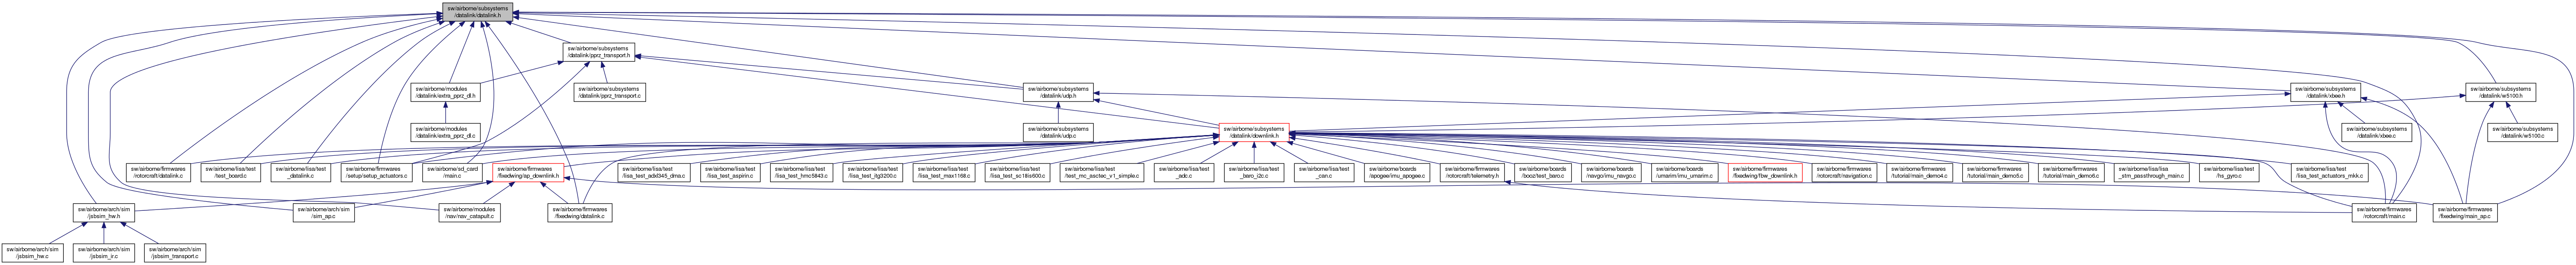 sw/airborne/subsystems
/datalink/datalink.h
sw/airborne/subsystems
/datalink/pprz_transport.h
sw/airborne/modules
/datalink/extra_pprz_dl.h
sw/airborne/subsystems
/datalink/pprz_transport.c
sw/airborne/subsystems
/datalink/udp.h
sw/airborne/subsystems
/datalink/xbee.h
sw/airborne/subsystems
/datalink/w5100.h
sw/airborne/modules
/datalink/extra_pprz_dl.c
sw/airborne/subsystems
/datalink/udp.c
sw/airborne/subsystems
/datalink/downlink.h
sw/airborne/subsystems
/datalink/xbee.c
sw/airborne/subsystems
/datalink/w5100.c
sw/airborne/firmwares
/rotorcraft/datalink.c
sw/airborne/lisa/test
/test_board.c
sw/airborne/lisa/test
_datalink.c
sw/airborne/firmwares
/setup/setup_actuators.c
sw/airborne/sd_card
/main.c
sw/airborne/firmwares
/fixedwing/ap_downlink.h
sw/airborne/lisa/test
/lisa_test_adxl345_dma.c
sw/airborne/lisa/test
/lisa_test_aspirin.c
sw/airborne/lisa/test
/lisa_test_hmc5843.c
sw/airborne/lisa/test
/lisa_test_itg3200.c
sw/airborne/lisa/test
/lisa_test_max1168.c
sw/airborne/lisa/test
/lisa_test_sc18is600.c
sw/airborne/lisa/test
/test_mc_asctec_v1_simple.c
sw/airborne/lisa/test
_adc.c
sw/airborne/lisa/test
_baro_i2c.c
sw/airborne/lisa/test
_can.c
sw/airborne/boards
/apogee/imu_apogee.c
sw/airborne/firmwares
/rotorcraft/telemetry.h
sw/airborne/boards
/booz/test_baro.c
sw/airborne/boards
/navgo/imu_navgo.c
sw/airborne/boards
/umarim/imu_umarim.c
sw/airborne/firmwares
/fixedwing/fbw_downlink.h
sw/airborne/firmwares
/rotorcraft/navigation.c
sw/airborne/firmwares
/tutorial/main_demo4.c
sw/airborne/firmwares
/tutorial/main_demo5.c
sw/airborne/firmwares
/tutorial/main_demo6.c
sw/airborne/lisa/lisa
_stm_passthrough_main.c
sw/airborne/lisa/test
/hs_gyro.c
sw/airborne/lisa/test
/lisa_test_actuators_mkk.c
sw/airborne/arch/sim
/jsbsim_hw.h
sw/airborne/arch/sim
/sim_ap.c
sw/airborne/modules
/nav/nav_catapult.c
sw/airborne/firmwares
/fixedwing/datalink.c
sw/airborne/firmwares
/rotorcraft/main.c
sw/airborne/firmwares
/fixedwing/main_ap.c
sw/airborne/arch/sim
/jsbsim_hw.c
sw/airborne/arch/sim
/jsbsim_ir.c
sw/airborne/arch/sim
/jsbsim_transport.c